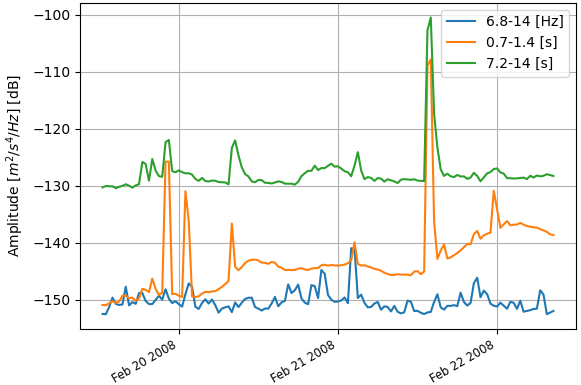 −100
−110
−120
−130
−140
−150
Amplitude [m²/s⁴/Hz] [dB]
6.8-14 [Hz]
0.7-1.4 [s]
7.2-14 [s]
Feb 20 2008
Feb 21 2008
Feb 22 2008